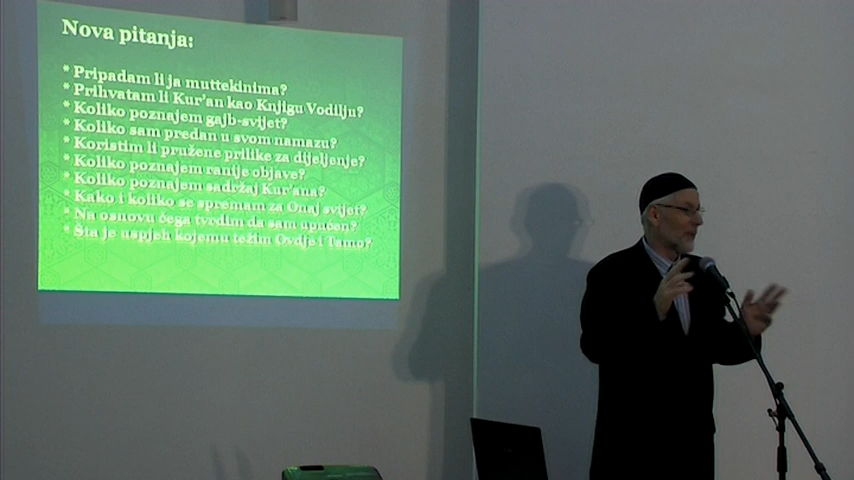 Nova pitanja:
* Pripadam li ja muttekinima?
* Prihvatam li Kur'an kao Knjigu Vodilju?
* Koliko poznajem gajb-svijet?
* Koliko sam predan u svom namazu?
* Koristim li pružene prilike za dijeljenje?
* Koliko poznajem ranije objave?
* Koliko poznajem sadržaj Kur'ana?
* Kako i koliko se spremam za Onaj svijet?
* Na osnovu čega tvrdim da sam upućen?
* Šta je uspjeh kojemu težim Ovdje i Tamo?